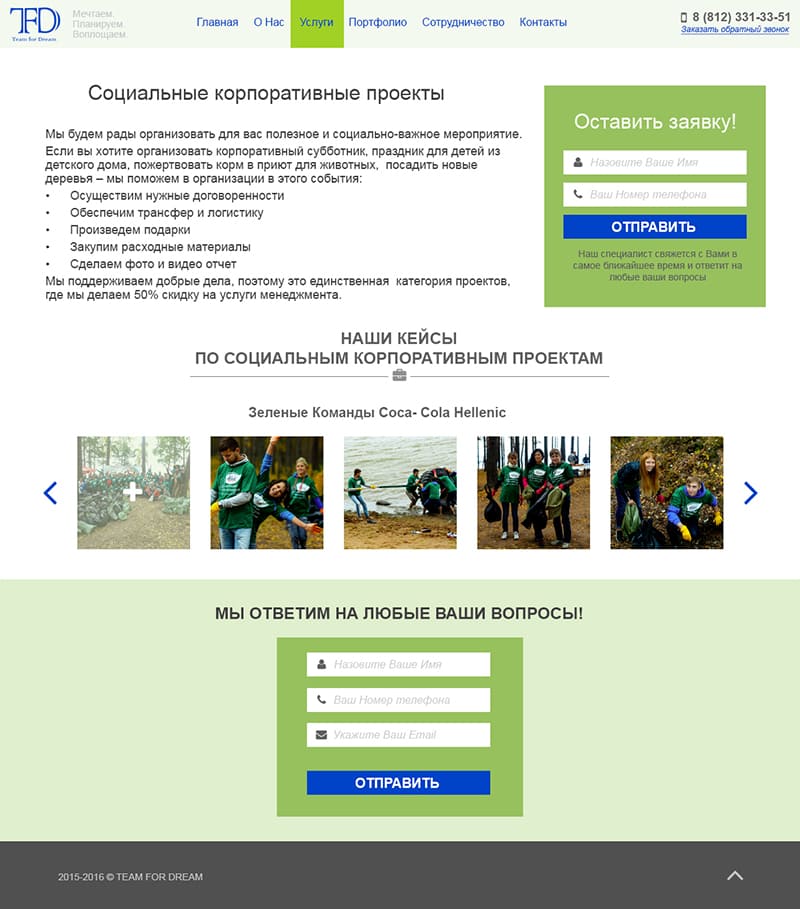 TFD
Team for Dream
Мечтаем.
Планируем.
Воплощаем.
Главная О Нас Услуги Портфолио Сотрудничество Контакты
8 (812) 331-33-51
Заказать обратный звонок
Социальные корпоративные проекты
Мы будем рады организовать для вас полезное и социально-важное мероприятие.
Если вы хотите организовать корпоративный субботник, праздник для детей из
детского дома, пожертвовать корм в приют для животных, посадить новые
деревья – мы поможем в организации в этого события:
• Осуществим нужные договоренности
• Обеспечим трансфер и логистику
• Произведем подарки
• Закупим расходные материалы
• Сделаем фото и видео отчет
Мы поддерживаем добрые дела, поэтому это единственная категория проектов,
где мы делаем 50% скидку на услуги менеджмента.
Оставить заявку!
Назовите Ваше Имя
Ваш Номер телефона
ОТПРАВИТЬ
Наш специалист свяжется с Вами в
самое ближайшее время и ответит на
любые ваши вопросы
НАШИ КЕЙСЫ
ПО СОЦИАЛЬНЫМ КОРПОРАТИВНЫМ ПРОЕКТАМ
Зеленые Команды Coca- Cola Hellenic
МЫ ОТВЕТИМ НА ЛЮБЫЕ ВАШИ ВОПРОСЫ!
Назовите Ваше Имя
Ваш Номер телефона
Укажите Ваш Email
ОТПРАВИТЬ
2015-2016 © TEAM FOR DREAM